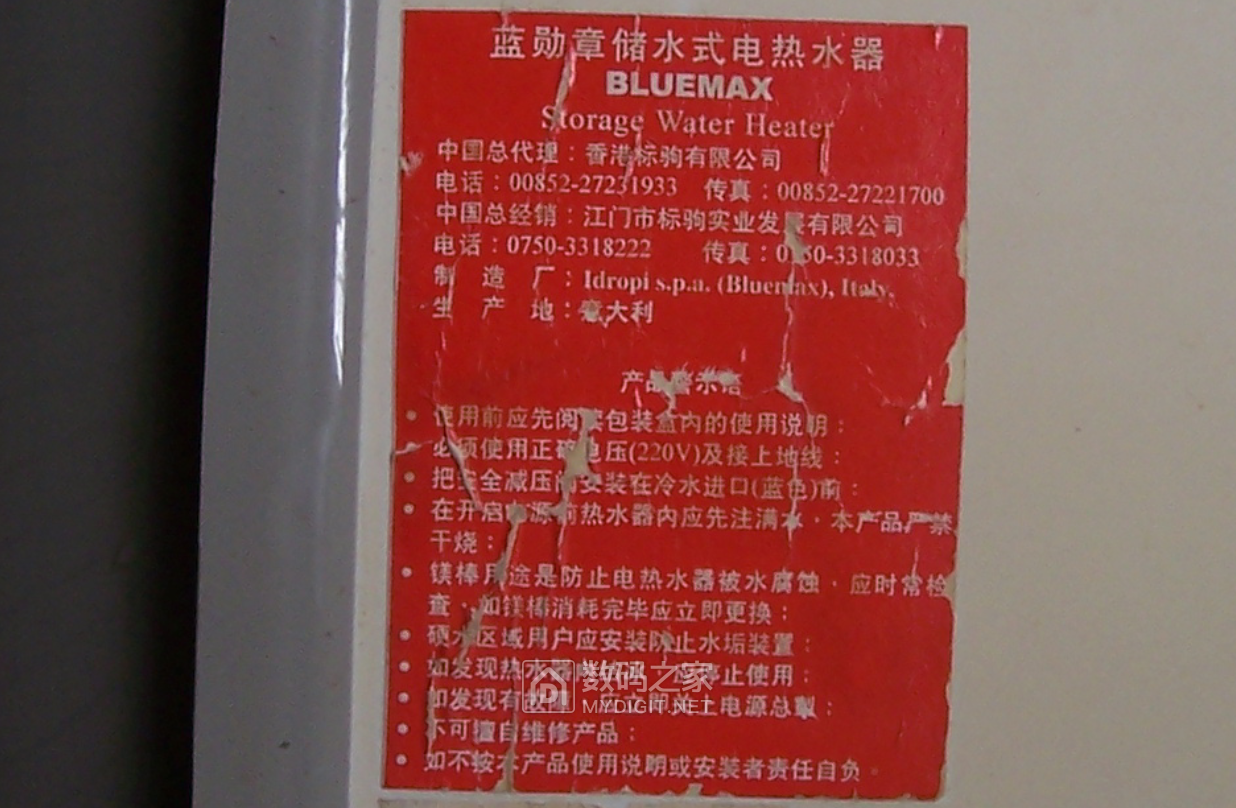 蓝勋章储水式电热水器
BLUEMAX
Storage Water Heater
中国总代理：香港标驹有限公司
电话：00852-27231933 传真：00852-27221700
中国总经销：江门市标驹实业发展有限公司
电话：0750-3318222 传真：0750-3318033
制造厂：Idropi s.p.a. (Bluemax), Italy.
生产地：意大利
产品警示语
• 使用前应先阅读包装盒内的使用说明；
• 必须使用正确电压(220V)及接上地线；
• 把安全减压阀安装在冷水进口(蓝色)前；
• 在开启电源前热水器内应先注满水，本产品严禁
干烧；
• 镁棒用途是防止电热水器被水腐蚀，应时常检
查，如镁棒消耗完毕应立即更换；
• 硬水区域用户应安装防止水垢装置；
• 如发现热水器 应停止使用；
• 如发现有 应立即关上电源总掣；
• 不可擅自维修产品；
• 如不按本产品使用说明或安装者责任自负。
数码之家
MYDIGIT.NET